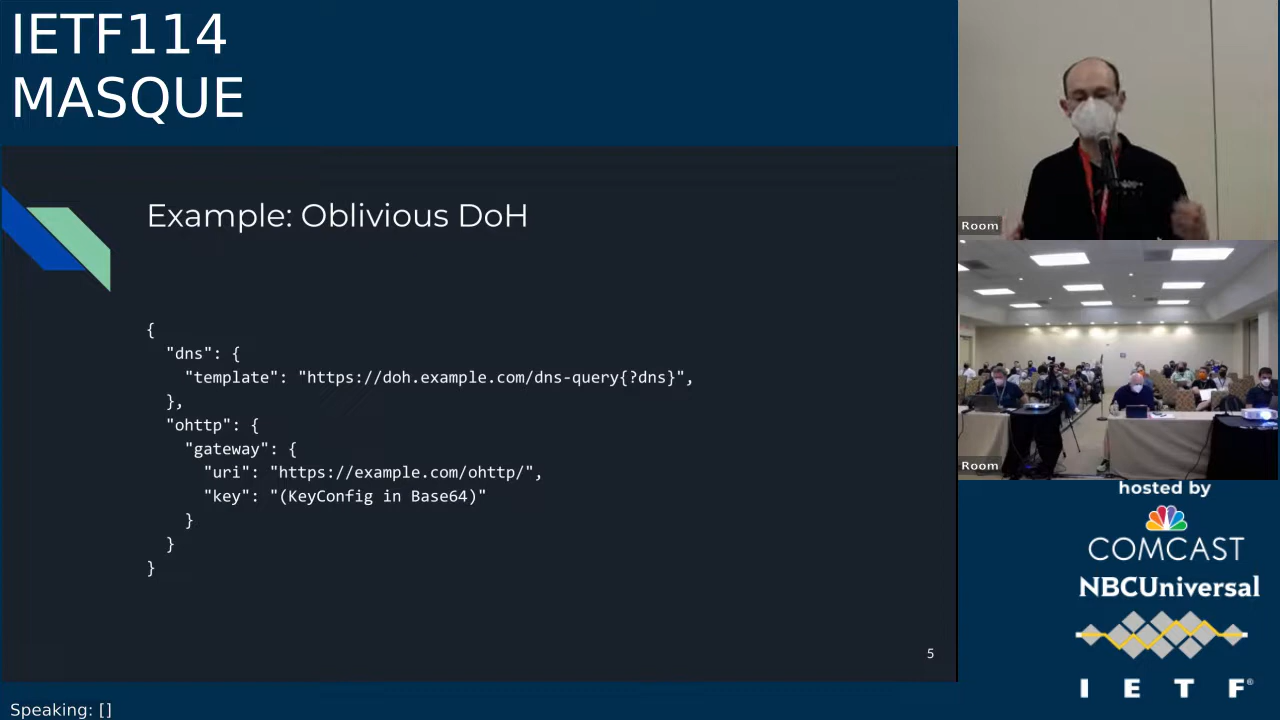 IETF114
MASQUE
Example: Oblivious DoH
{
  "dns": {
    "template": "https://doh.example.com/dns-query{?dns}",
  },
  "ohttp": {
    "gateway": {
      "uri": "https://example.com/ohttp/",
      "key": "(KeyConfig in Base64)"
    }
  }
}
5
Speaking: []
Room
Room
hosted by
COMCAST
NBCUniversal
I E T F®